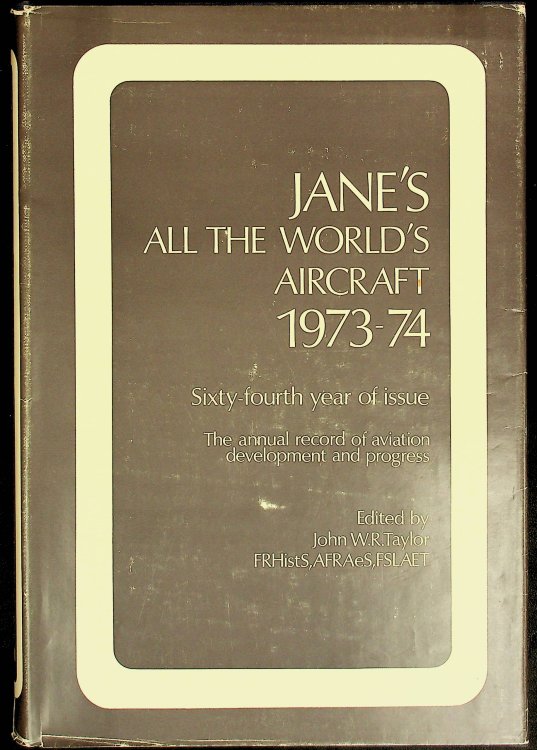 JANE'S
ALL THE WORLD'S
AIRCRAFT
1973-74
Sixty-fourth year of issue
The annual record of aviation
development and progress
Edited by
John W.R.Taylor
FRHistS,AFRAeS,FSLAET